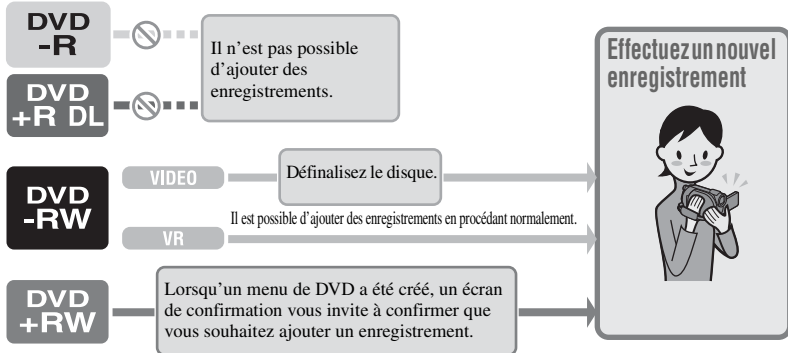 DVD
-R
Il n’est pas possible
d’ajouter des
enregistrements.
DVD
+R DL
Effectuez un nouvel
enregistrement
DVD
-RW
VIDEO
Définalisez le disque.
Il est possible d’ajouter des enregistrements en procédant normalement.
VR
DVD
+RW
Lorsqu’un menu de DVD a été créé, un écran
de confirmation vous invite à confirmer que
vous souhaitez ajouter un enregistrement.